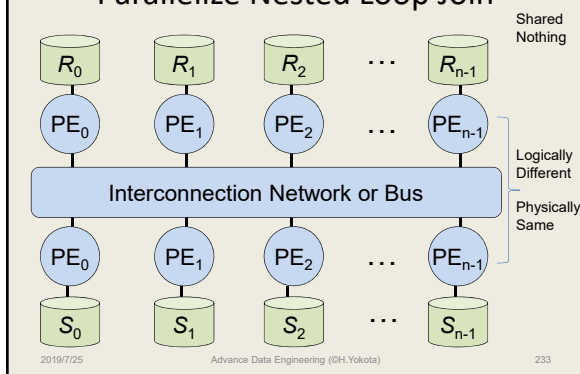 Parallelize Nested Loop Join
Shared
Nothing
R0 R1 R2 ... Rn-1
PE0 PE1 PE2 ... PEn-1
Logically
Different
Interconnection Network or Bus
Physically
Same
PE0 PE1 PE2 ... PEn-1
S0 S1 S2 ... Sn-1
2019/7/25 Advance Data Engineering (©H.Yokota) 233